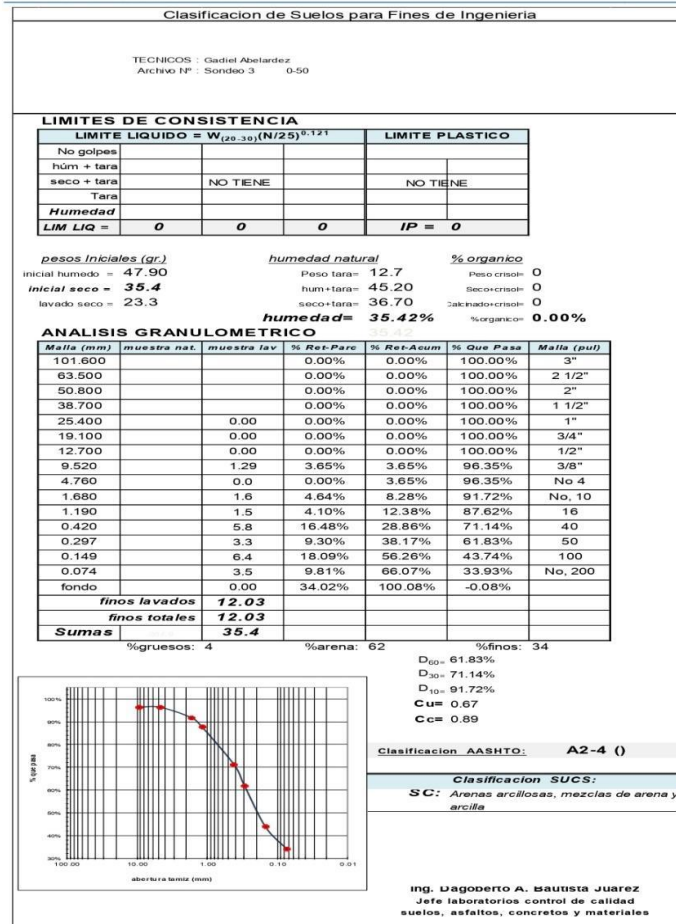 Clasificacion de Suelos para Fines de Ingenieria
TECNICOS : Gadiel Abelardez
Archivo Nº : Sondeo 3 0-50
LIMITES DE CONSISTENCIA
LIMITE LIQUIDO = W(20-30)(N/25)^0.121 LIMITE PLASTICO
No golpes
húm + tara
seco + tara NO TIENE NO TIENE
Tara
Humedad
LIM LIQ = 0 0 0 IP = 0
pesos Iniciales (gr.) humedad natural % organico
inicial humedo = 47.90 Peso tara= 12.7 Peso crisol= 0
inicial seco = 35.4 hum+tara= 45.20 Seco+crisol= 0
lavado seco = 23.3 seco+tara= 36.70 Calcinado+crisol= 0
humedad= 35.42% %organico= 0.00%
35.42
ANALISIS GRANULOMETRICO
Malla (mm) muestra nat. muestra lav % Ret-Parc % Ret-Acum % Que Pasa Malla (pul)
101.600 0.00% 0.00% 100.00% 3"
63.500 0.00% 0.00% 100.00% 2 1/2"
50.800 0.00% 0.00% 100.00% 2"
38.700 0.00% 0.00% 100.00% 1 1/2"
25.400 0.00 0.00% 0.00% 100.00% 1"
19.100 0.00 0.00% 0.00% 100.00% 3/4"
12.700 0.00 0.00% 0.00% 100.00% 1/2"
9.520 1.29 3.65% 3.65% 96.35% 3/8"
4.760 0.0 0.00% 3.65% 96.35% No 4
1.680 1.6 4.64% 8.28% 91.72% No, 10
1.190 1.5 4.10% 12.38% 87.62% 16
0.420 5.8 16.48% 28.86% 71.14% 40
0.297 3.3 9.30% 38.17% 61.83% 50
0.149 6.4 18.09% 56.26% 43.74% 100
0.074 3.5 9.81% 66.07% 33.93% No, 200
fondo 0.00 34.02% 100.08% -0.08%
finos lavados 12.03
finos totales 12.03
Sumas 35.4
%gruesos: 4 %arena: 62 %finos: 34
D60= 61.83%
D30= 71.14%
D10= 91.72%
Cu= 0.67
Cc= 0.89
100%
90%
80%
70%
60%
50%
40%
30%
% que pasa
100.00 10.00 1.00 0.10 0.01
abertura tamiz (mm)
Clasificacion AASHTO: A2-4 ()
Clasificacion SUCS:
SC: Arenas arcillosas, mezclas de arena y
arcilla
Ing. Dagoberto A. Bautista Juarez
Jefe laboratorios control de calidad
suelos, asfaltos, concretos y materiales